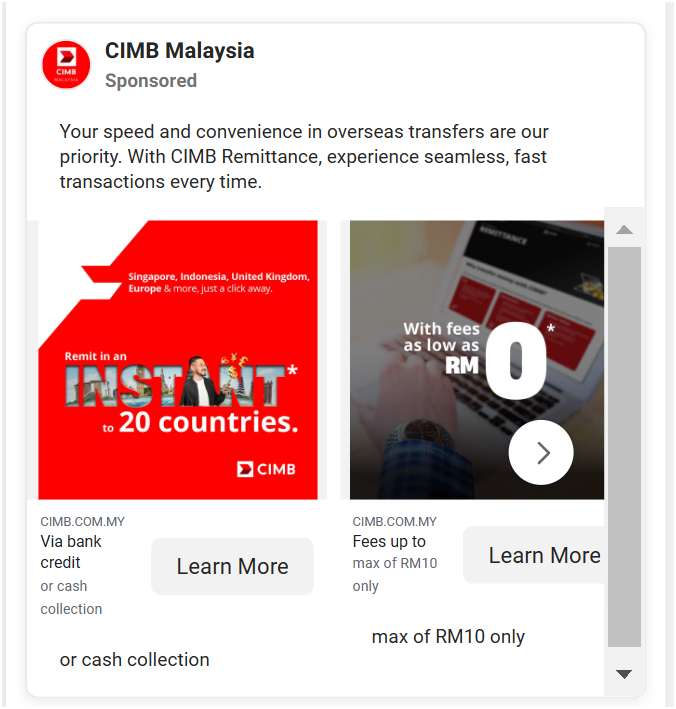 CIMB
MALAYSIA
CIMB Malaysia
Sponsored
Your speed and convenience in overseas transfers are our
priority. With CIMB Remittance, experience seamless, fast
transactions every time.
Singapore, Indonesia, United Kingdom,
Europe & more, just a click away.
Remit in an
INSTANT*
to 20 countries.
CIMB
REMITTANCE
With fees
as low as
RM 0*
CIMB.COM.MY
Via bank
credit
or cash
collection
Learn More
or cash collection
CIMB.COM.MY
Fees up to
max of RM10
only
Learn More
max of RM10 only